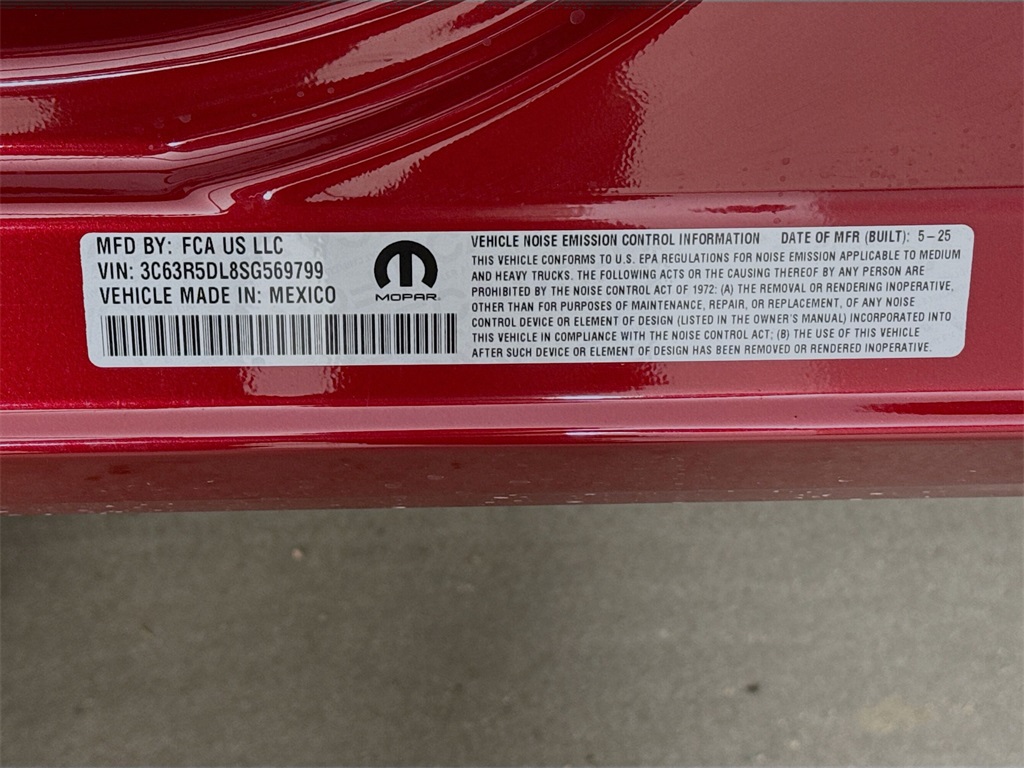 MFD BY: FCA US LLC
VIN: 3C63R5DL8SG569799
VEHICLE MADE IN: MEXICO
MOPAR
VEHICLE NOISE EMISSION CONTROL INFORMATION DATE OF MFR (BUILT): 5-25
THIS VEHICLE CONFORMS TO U.S. EPA REGULATIONS FOR NOISE EMISSION APPLICABLE TO MEDIUM
AND HEAVY TRUCKS. THE FOLLOWING ACTS OR THE CAUSING THEREOF BY ANY PERSON ARE
PROHIBITED BY THE NOISE CONTROL ACT OF 1972: (A) THE REMOVAL OR RENDERING INOPERATIVE,
OTHER THAN FOR PURPOSES OF MAINTENANCE, REPAIR, OR REPLACEMENT, OF ANY NOISE
CONTROL DEVICE OR ELEMENT OF DESIGN (LISTED IN THE OWNER'S MANUAL) INCORPORATED INTO
THIS VEHICLE IN COMPLIANCE WITH THE NOISE CONTROL ACT; (B) THE USE OF THIS VEHICLE
AFTER SUCH DEVICE OR ELEMENT OF DESIGN HAS BEEN REMOVED OR RENDERED INOPERATIVE.